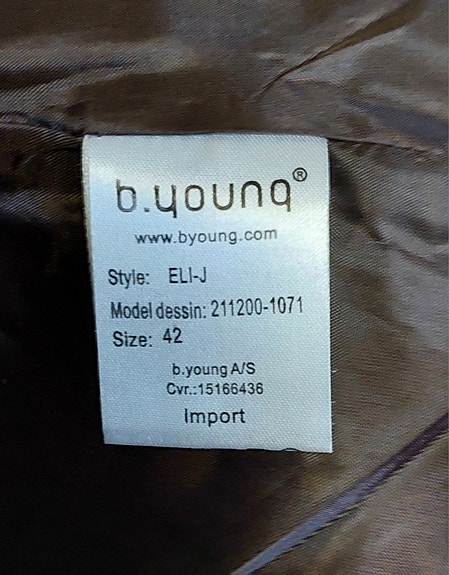 b.young®
www.byoung.com
Style: ELI-J
Model dessin: 211200-1071
Size: 42
b.young A/S
Cvr.:15166436
Import